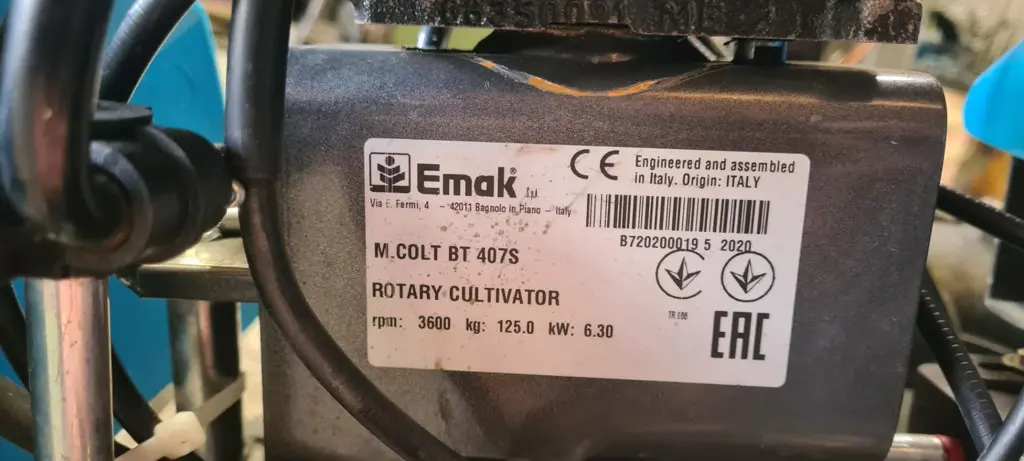 Emak
Via E. Fermi, 4 - 42011 Bagnolo in Piano - Italy
CE Engineered and assembled
in Italy. Origin: ITALY
B720200019 5 2020
M.COLT BT 407S
ROTARY CULTIVATOR
rpm: 3600 kg: 125.0 kW: 6.30
TR
EAC